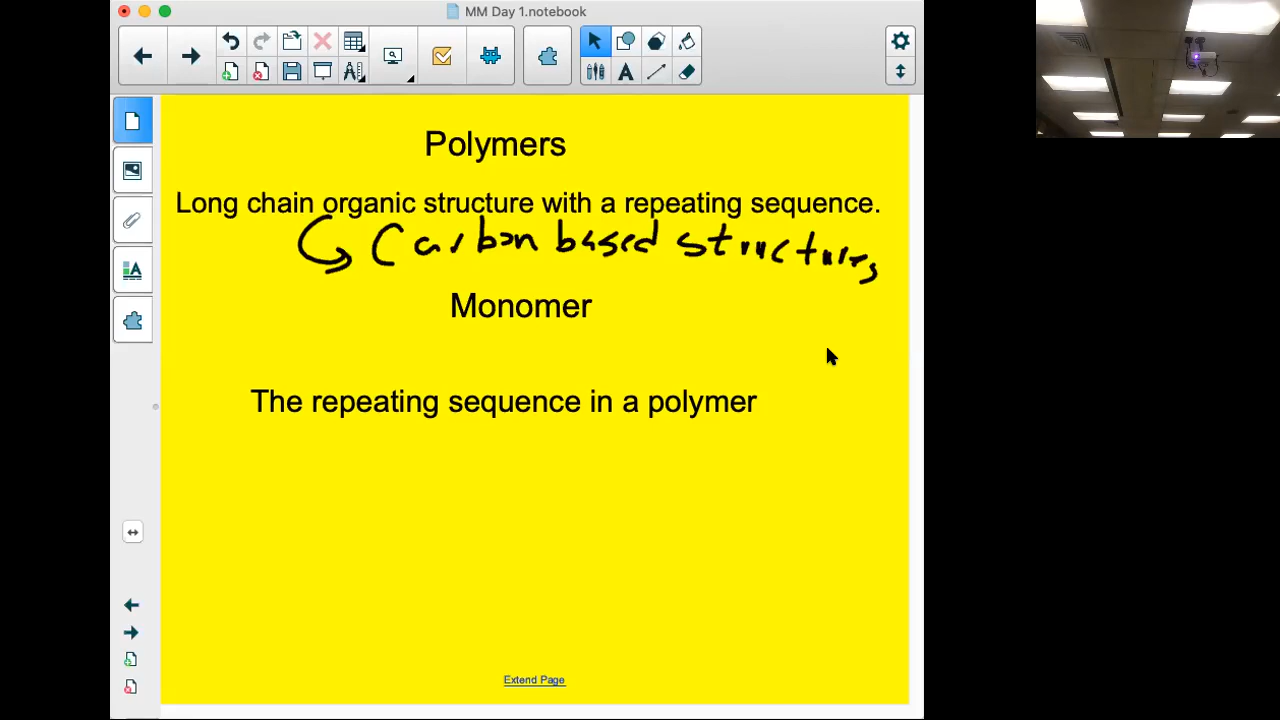 MM Day 1.notebook
Polymers
Long chain organic structure with a repeating sequence.
Carbon based structures
Monomer
The repeating sequence in a polymer
Extend Page